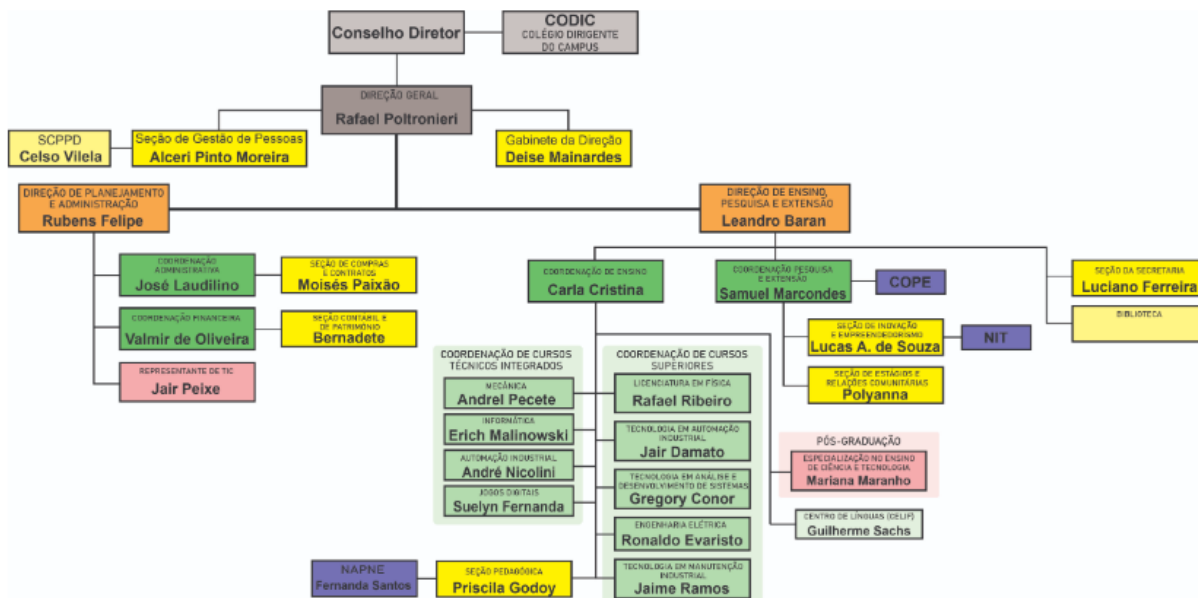 Conselho Diretor
CODIC
COLÉGIO DIRIGENTE
DO CAMPUS
DIREÇÃO GERAL
Rafael Poltronieri
SCPPD
Celso Vilela
Seção de Gestão de Pessoas
Alceri Pinto Moreira
Gabinete da Direção
Deise Mainardes
DIREÇÃO DE PLANEJAMENTO
E ADMINISTRAÇÃO
Rubens Felipe
DIREÇÃO DE ENSINO,
PESQUISA E EXTENSÃO
Leandro Baran
COORDENAÇÃO
ADMINISTRATIVA
José Laudilino
SEÇÃO DE COMPRAS
E CONTRATOS
Moisés Paixão
COORDENAÇÃO FINANCEIRA
Valmir de Oliveira
SEÇÃO CONTÁBIL E
DE PATRIMÔNIO
Bernadete
REPRESENTANTE DE TIC
Jair Peixe
COORDENAÇÃO DE ENSINO
Carla Cristina
COORDENAÇÃO PESQUISA
E EXTENSÃO
Samuel Marcondes
COPE
SEÇÃO DA SECRETARIA
Luciano Ferreira
BIBLIOTECA
SEÇÃO DE INOVAÇÃO
E EMPREENDEDORISMO
Lucas A. de Souza
NIT
SEÇÃO DE ESTÁGIOS E
RELAÇÕES COMUNITÁRIAS
Polyanna
COORDENAÇÃO DE CURSOS
TÉCNICOS INTEGRADOS
MECÂNICA
Andrel Pecete
INFORMÁTICA
Erich Malinowski
AUTOMAÇÃO INDUSTRIAL
André Nicolini
JOGOS DIGITAIS
Suelyn Fernanda
COORDENAÇÃO DE CURSOS
SUPERIORES
LICENCIATURA EM FÍSICA
Rafael Ribeiro
TECNOLOGIA EM AUTOMAÇÃO
INDUSTRIAL
Jair Damato
TECNOLOGIA EM ANÁLISE E
DESENVOLVIMENTO DE SISTEMAS
Gregory Conor
ENGENHARIA ELÉTRICA
Ronaldo Evaristo
TECNOLOGIA EM MANUTENÇÃO
INDUSTRIAL
Jaime Ramos
PÓS-GRADUAÇÃO
ESPECIALIZAÇÃO NO ENSINO
DE CIÊNCIA E TECNOLOGIA
Mariana Maranho
CENTRO DE LÍNGUAS (CELIF)
Guilherme Sachs
NAPNE
Fernanda Santos
SEÇÃO PEDAGÓGICA
Priscila Godoy